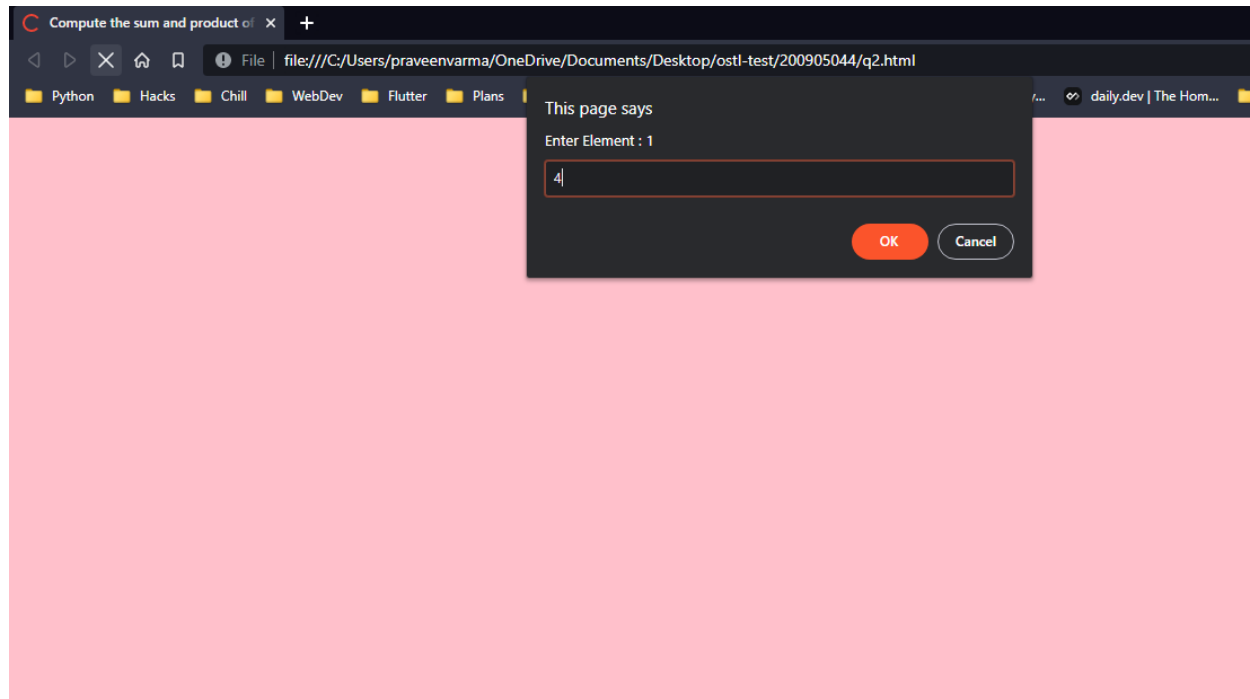 Compute the sum and product of
File file:///C:/Users/praveenvarma/OneDrive/Documents/Desktop/ostl-test/200905044/q2.html
Python Hacks Chill WebDev Flutter Plans daily.dev | The Hom...
This page says
Enter Element : 1
4
OK Cancel